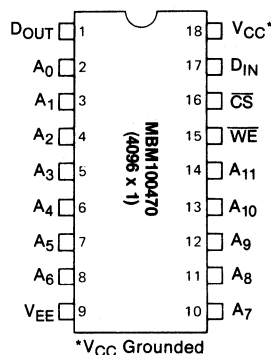 DOUT 1 18 VCC*
A0 2 17 DIN
A1 3 16 C̅S̅
A2 4 15 W̅E̅
A3 5 14 A11
A4 6 13 A10
A5 7 12 A9
A6 8 11 A8
VEE 9 10 A7
MBM100470
(4096 x 1)
*VCC Grounded